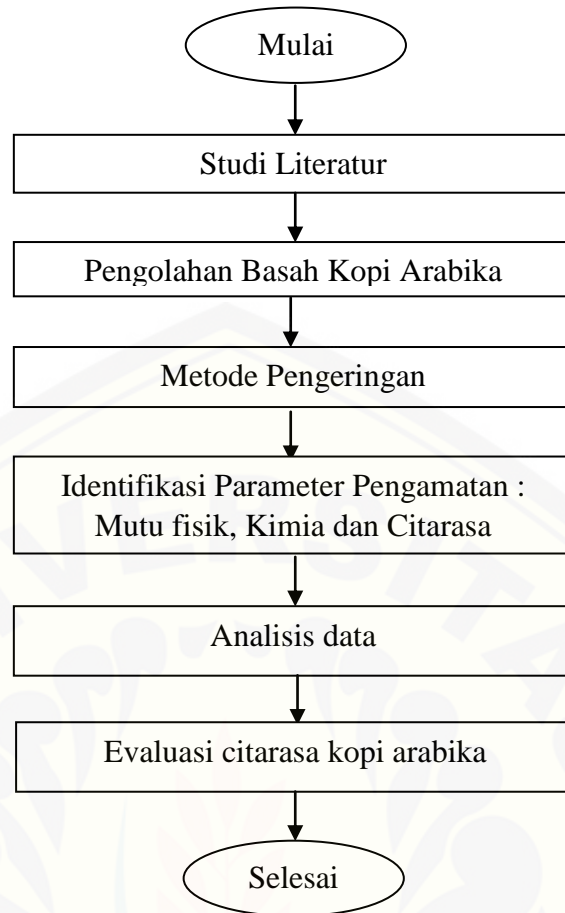 Mulai
Studi Literatur
Pengolahan Basah Kopi Arabika
Metode Pengeringan
Identifikasi Parameter Pengamatan :
Mutu fisik, Kimia dan Citarasa
Analisis data
Evaluasi citarasa kopi arabika
Selesai